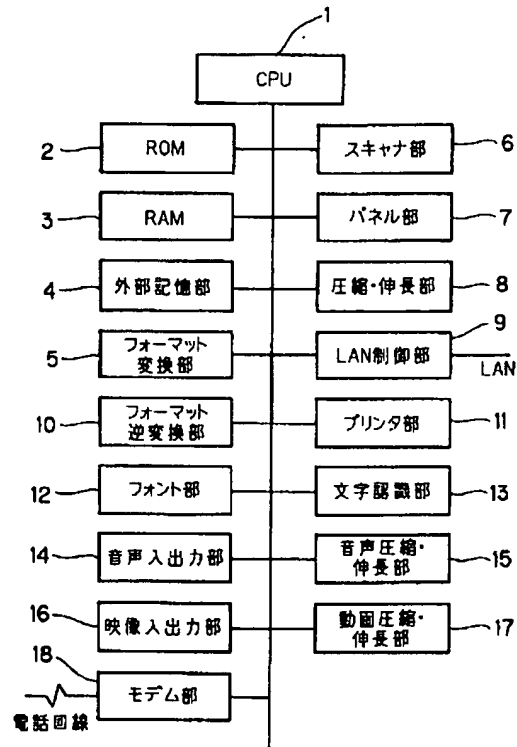 1
CPU
2
ROM
スキャナ部
6
3
RAM
パネル部
7
4
外部記憶部
圧縮・伸長部
8
5
フォーマット
変換部
LAN制御部
9
LAN
10
フォーマット
逆変換部
プリンタ部
11
12
フォント部
文字認識部
13
14
音声入出力部
音声圧縮・
伸長部
15
16
映像入出力部
動画圧縮・
伸長部
17
18
モデム部
電話回線